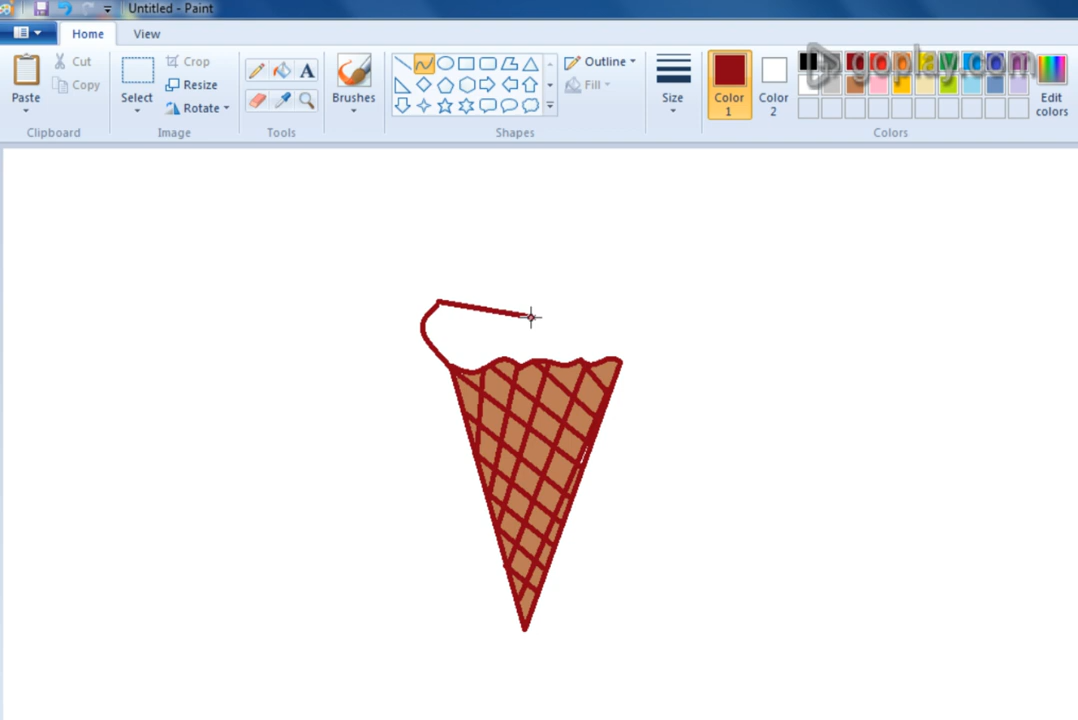 Untitled - Paint
Home View
Cut
Copy
Paste
Clipboard
Select
Crop
Resize
Rotate
Image
A
Tools
Brushes
Outline
Fill
Shapes
Size
Color 1
Color 2
Edit colors
Colors
goplay.com